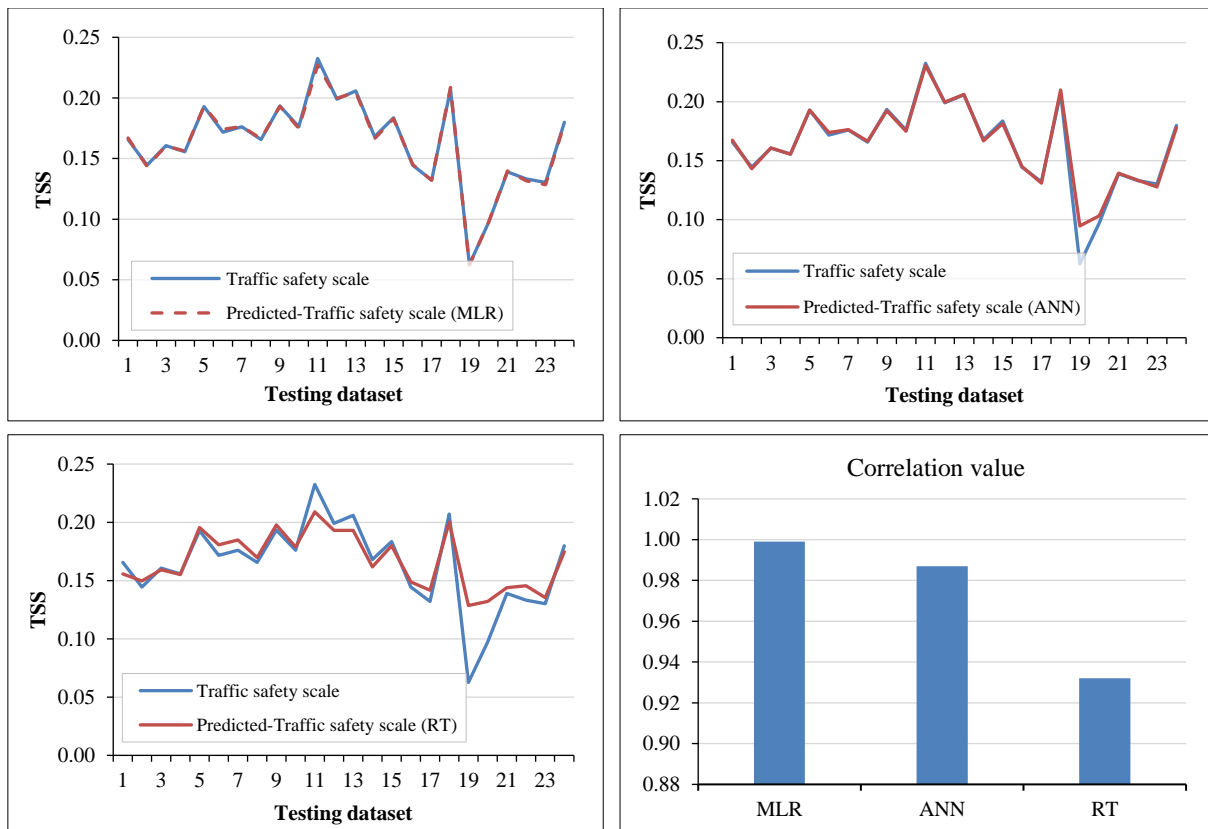 0.25
0.20
0.15
0.10
0.05
0.00
TSS
Traffic safety scale
Predicted-Traffic safety scale (MLR)
1 3 5 7 9 11 13 15 17 19 21 23
Testing dataset
0.25
0.20
0.15
0.10
0.05
0.00
TSS
Traffic safety scale
Predicted-Traffic safety scale (ANN)
1 3 5 7 9 11 13 15 17 19 21 23
Testing dataset
0.25
0.20
0.15
0.10
0.05
0.00
TSS
Traffic safety scale
Predicted-Traffic safety scale (RT)
1 3 5 7 9 11 13 15 17 19 21 23
Testing dataset
Correlation value
1.02
1.00
0.98
0.96
0.94
0.92
0.90
0.88
MLR ANN RT